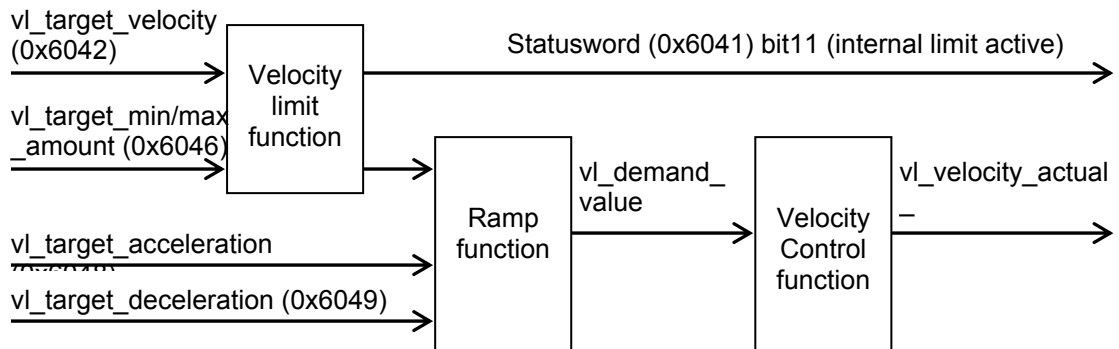 vl_target_velocity
(0x6042)
Statusword (0x6041) bit11 (internal limit active)
Velocity
limit
function
vl_target_min/max
_amount (0x6046)
vl_demand_
value
vl_velocity_actual
_
Ramp
function
Velocity
Control
function
vl_target_acceleration
vl_target_deceleration (0x6049)